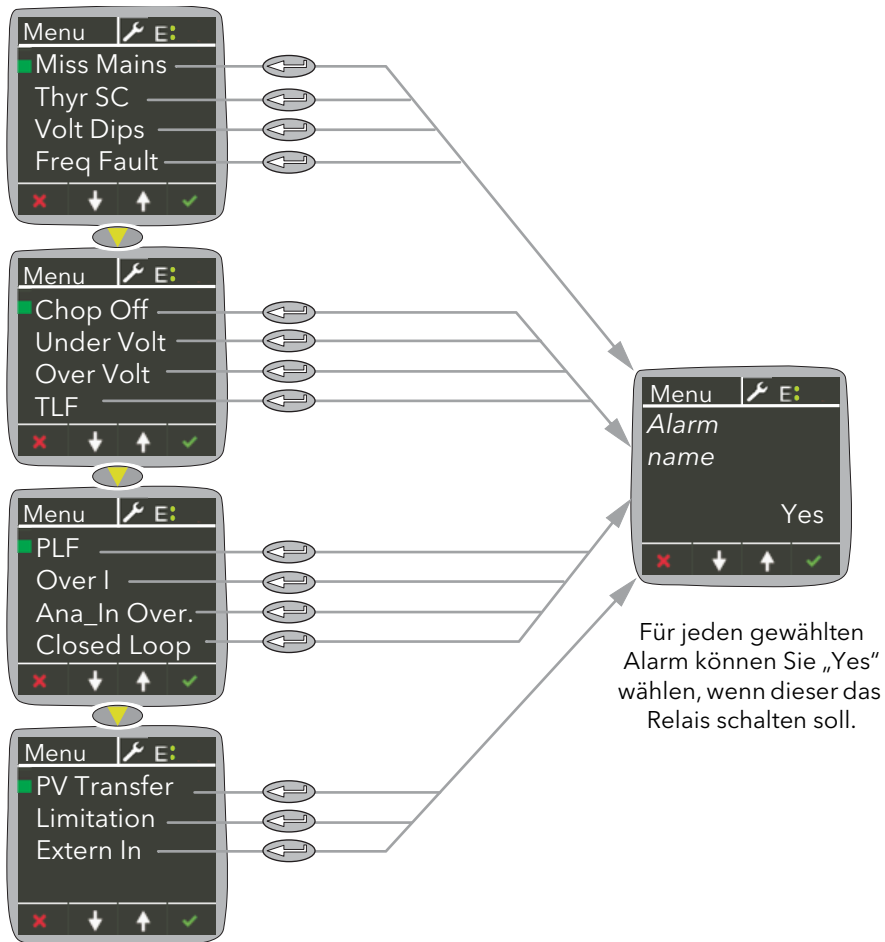 Menu E:
Miss Mains
Thyr SC
Volt Dips
Freq Fault
Menu E:
Chop Off
Under Volt
Over Volt
TLF
Menu E:
PLF
Over I
Ana_In Over.
Closed Loop
Menu E:
PV Transfer
Limitation
Extern In
Menu E:
Alarm
name
Yes
Für jeden gewählten
Alarm können Sie „Yes“
wählen, wenn dieser das
Relais schalten soll.